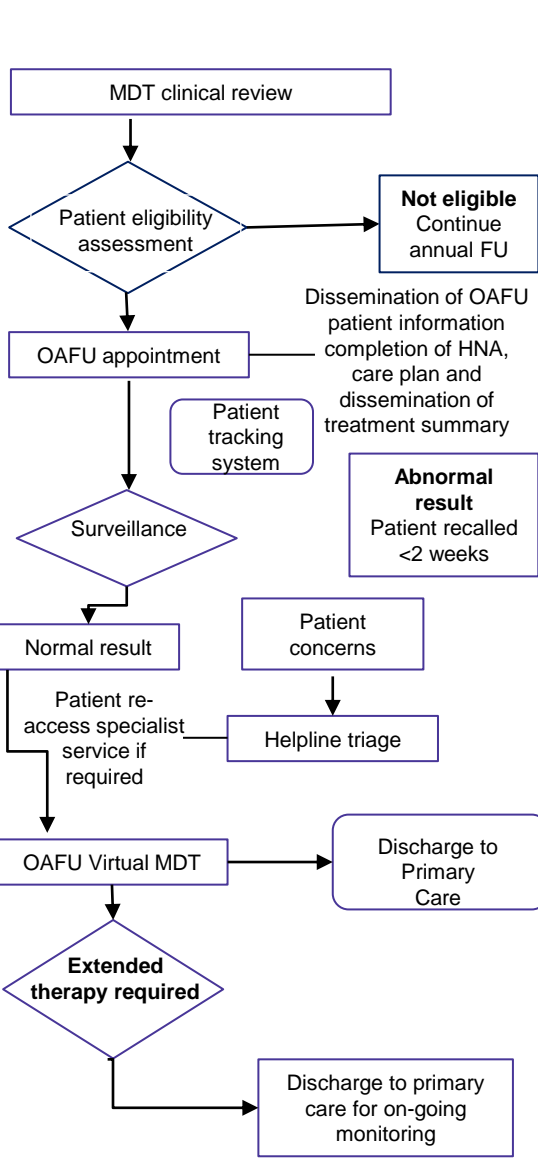 MDT clinical review
Patient eligibility
assessment
Not eligible
Continue
annual FU
OAFU appointment
Dissemination of OAFU
patient information
completion of HNA,
care plan and
dissemination of
treatment summary
Patient
tracking
system
Abnormal
result
Patient recalled
<2 weeks
Surveillance
Normal result
Patient
concerns
Patient re-
access specialist
service if
required
Helpline triage
OAFU Virtual MDT
Discharge to
Primary
Care
Extended
therapy required
Discharge to primary
care for on-going
monitoring